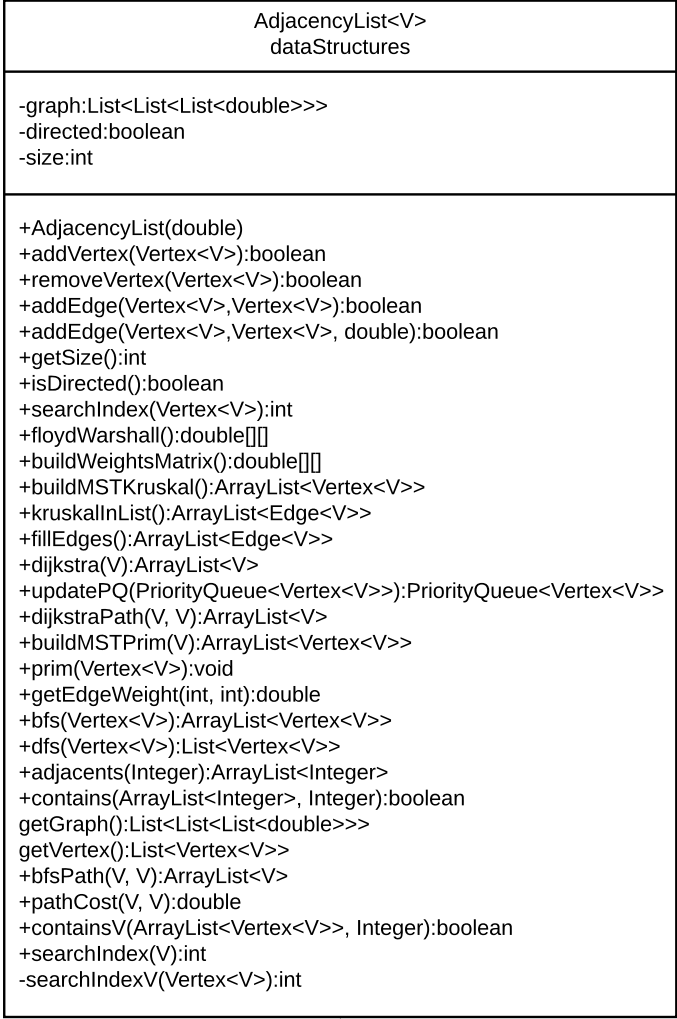 AdjacencyList<V>
dataStructures
-graph:List<List<List<double>>>
-directed:boolean
-size:int
+AdjacencyList(double)
+addVertex(Vertex<V>):boolean
+removeVertex(Vertex<V>):boolean
+addEdge(Vertex<V>,Vertex<V>):boolean
+addEdge(Vertex<V>,Vertex<V>, double):boolean
+getSize():int
+isDirected():boolean
+searchIndex(Vertex<V>):int
+floydWarshall():double[][]
+buildWeightsMatrix():double[][]
+buildMSTKruskal():ArrayList<Vertex<V>>
+kruskalInList():ArrayList<Edge<V>>
+fillEdges():ArrayList<Edge<V>>
+dijkstra(V):ArrayList<V>
+updatePQ(PriorityQueue<Vertex<V>>):PriorityQueue<Vertex<V>>
+dijkstraPath(V, V):ArrayList<V>
+buildMSTPrim(V):ArrayList<Vertex<V>>
+prim(Vertex<V>):void
+getEdgeWeight(int, int):double
+bfs(Vertex<V>):ArrayList<Vertex<V>>
+dfs(Vertex<V>):List<Vertex<V>>
+adjacents(Integer):ArrayList<Integer>
+contains(ArrayList<Integer>, Integer):boolean
getGraph():List<List<List<double>>>
getVertex():List<Vertex<V>>
+bfsPath(V, V):ArrayList<V>
+pathCost(V, V):double
+containsV(ArrayList<Vertex<V>>, Integer):boolean
+searchIndex(V):int
-searchIndexV(Vertex<V>):int